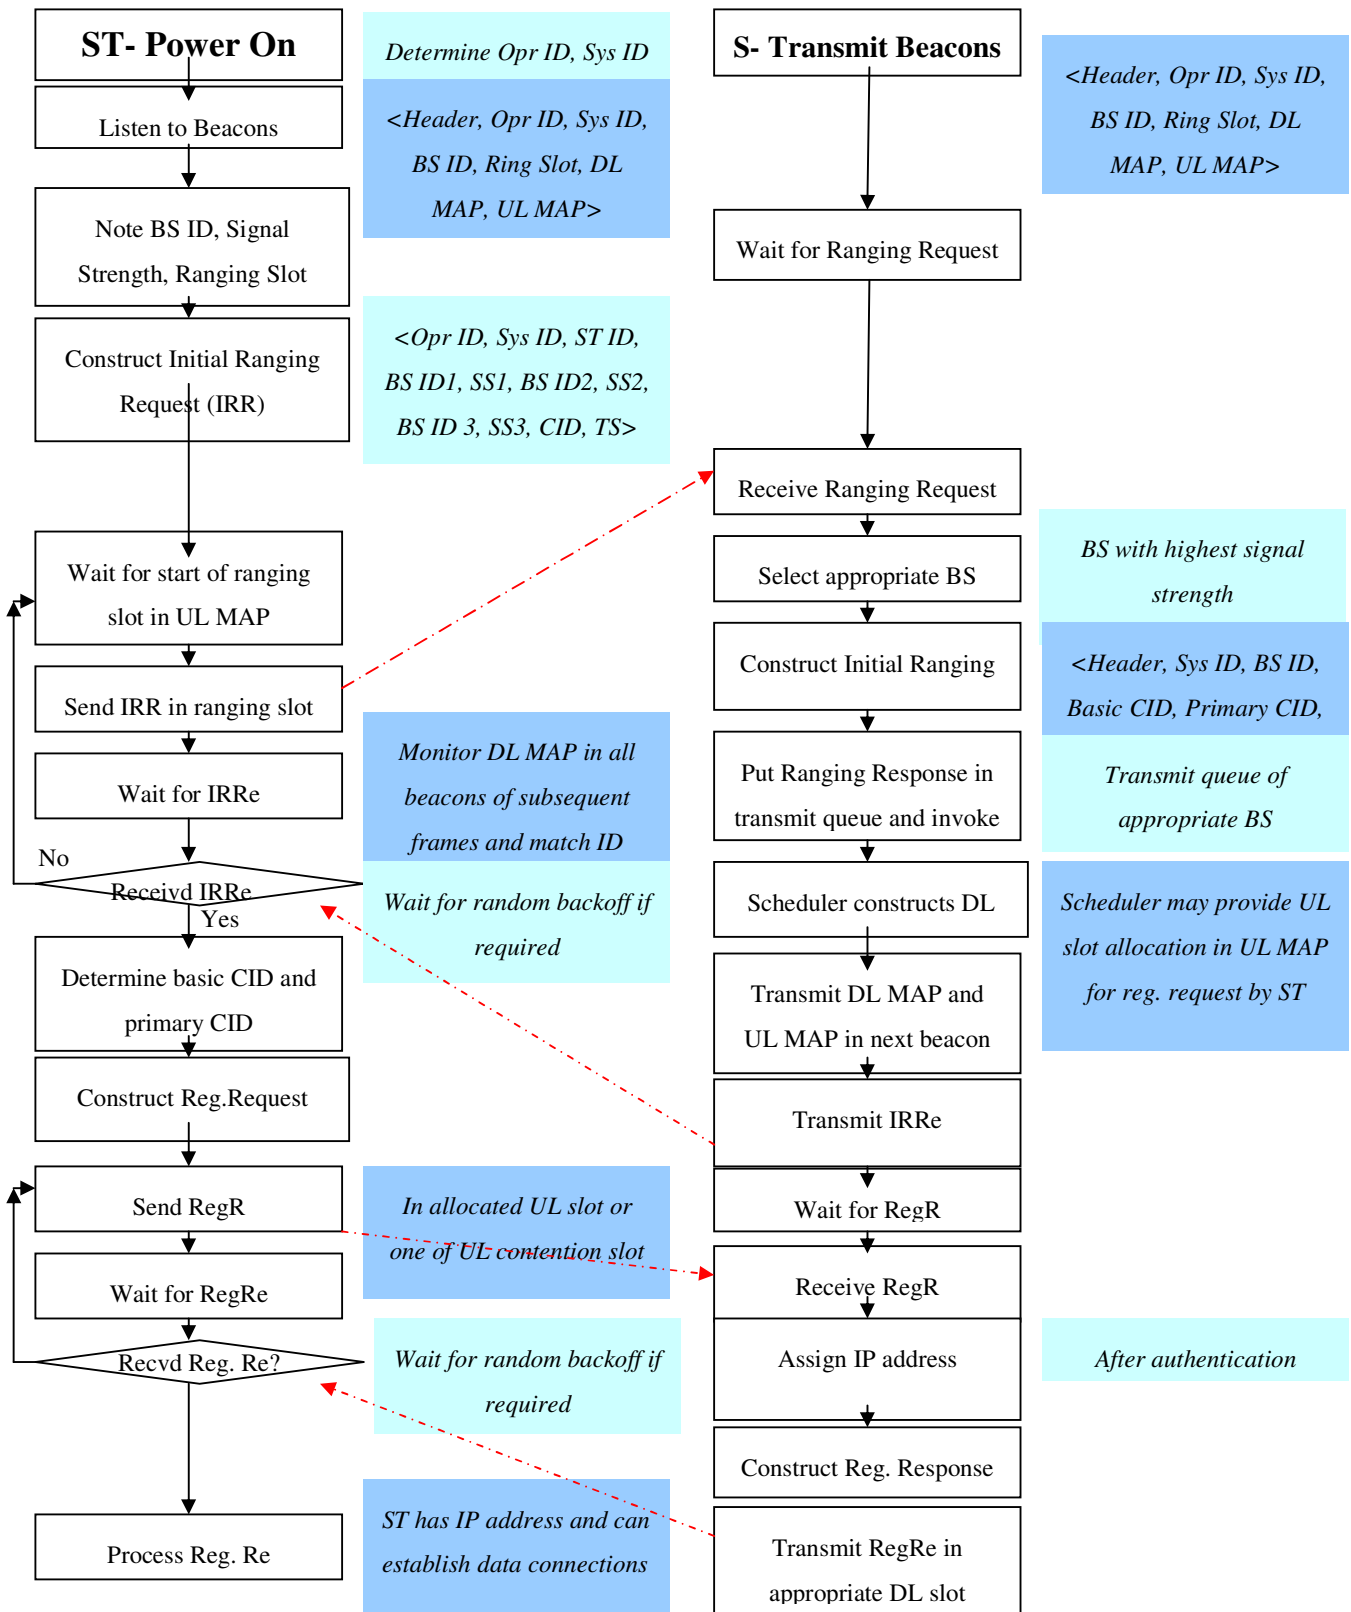 ST- Power On
Listen to Beacons
Note BS ID, Signal
Strength, Ranging Slot
Construct Initial Ranging
Request (IRR)
Wait for start of ranging
slot in UL MAP
Send IRR in ranging slot
Wait for IRRe
No
Receivd IRRe
Yes
Determine basic CID and
primary CID
Construct Reg.Request
Send RegR
Wait for RegRe
Recvd Reg. Re?
Process Reg. Re
Determine Opr ID, Sys ID
<Header, Opr ID, Sys ID,
BS ID, Ring Slot, DL
MAP, UL MAP>
<Opr ID, Sys ID, ST ID,
BS ID1, SS1, BS ID2, SS2,
BS ID 3, SS3, CID, TS>
Monitor DL MAP in all
beacons of subsequent
frames and match ID
Wait for random backoff if
required
In allocated UL slot or
one of UL contention slot
Wait for random backoff if
required
ST has IP address and can
establish data connections
S- Transmit Beacons
Wait for Ranging Request
Receive Ranging Request
Select appropriate BS
Construct Initial Ranging
Put Ranging Response in
transmit queue and invoke
Scheduler constructs DL
Transmit DL MAP and
UL MAP in next beacon
Transmit IRRe
Wait for RegR
Receive RegR
Assign IP address
Construct Reg. Response
Transmit RegRe in
appropriate DL slot
<Header, Opr ID, Sys ID,
BS ID, Ring Slot, DL
MAP, UL MAP>
BS with highest signal
strength
<Header, Sys ID, BS ID,
Basic CID, Primary CID,
Transmit queue of
appropriate BS
Scheduler may provide UL
slot allocation in UL MAP
for reg. request by ST
After authentication